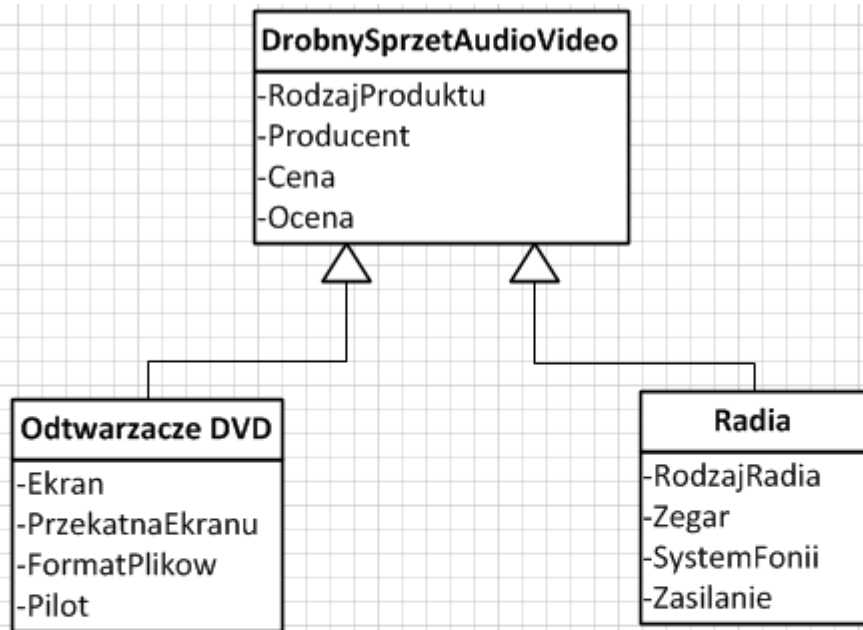 DrobnySprzetAudioVideo
-RodzajProduktu
-Producent
-Cena
-Ocena
Odtwarzacze DVD
-Ekran
-PrzekatnaEkranu
-FormatPlikow
-Pilot
Radia
-RodzajRadia
-Zegar
-SystemFonii
-Zasilanie